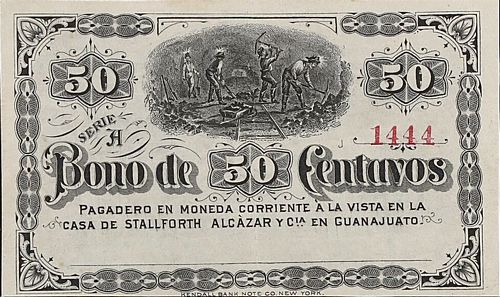 50 50
SERIE A
J 1444
Bono de 50 Centavos
PAGADERO EN MONEDA CORRIENTE A LA VISTA EN LA
CASA DE STALLFORTH ALCÁZAR Y CIA EN GUANAJUATO.
KENDALL BANK NOTE CO. NEW YORK.